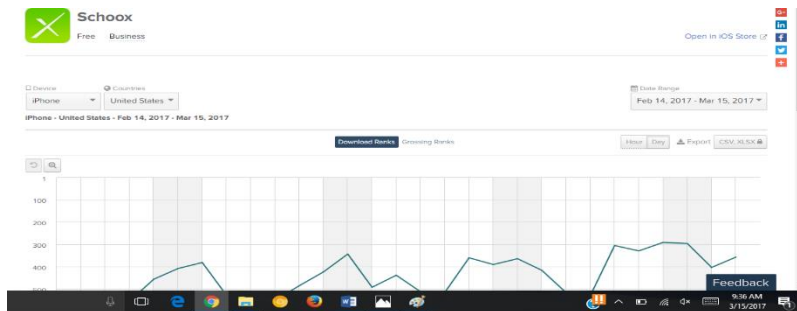 Schoox
Free Business
Open in iOS Store
Device
Countries
iPhone
United States
Date Range
Feb 14, 2017 - Mar 15, 2017
iPhone - United States - Feb 14, 2017 - Mar 15, 2017
Download Ranks Grossing Ranks
Hour Day Export CSV, XLSX
1
100
200
300
400
500
Feedback
9:36 AM
3/15/2017